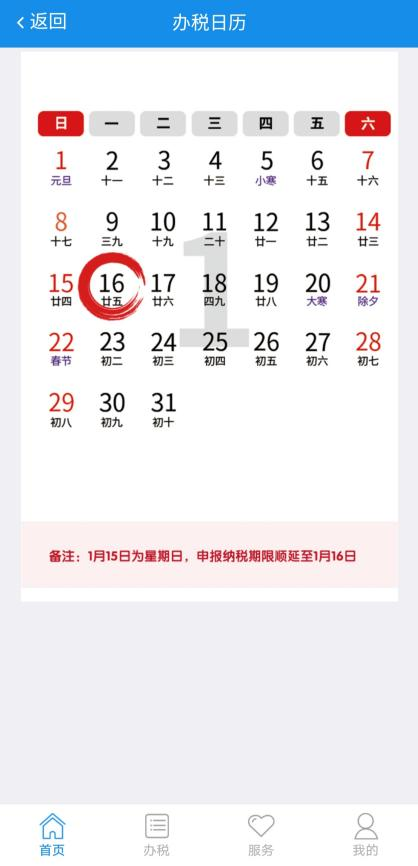 返回 办税日历
日 一 二 三 四 五 六
1 2 3 4 5 6 7
元旦 十一 十二 十三 小寒 十五 十六
8 9 10 11 12 13 14
十七 三九 十九 二十 廿一 廿二 廿三
1
15 16 17 18 19 20 21
廿四 廿五 廿六 四九 廿八 大寒 除夕
22 23 24 25 26 27 28
春节 初二 初三 初四 初五 初六 初七
29 30 31
初八 初九 初十
备注：1月15日为星期日，申报纳税期限顺延至1月16日
首页 办税 服务 我的